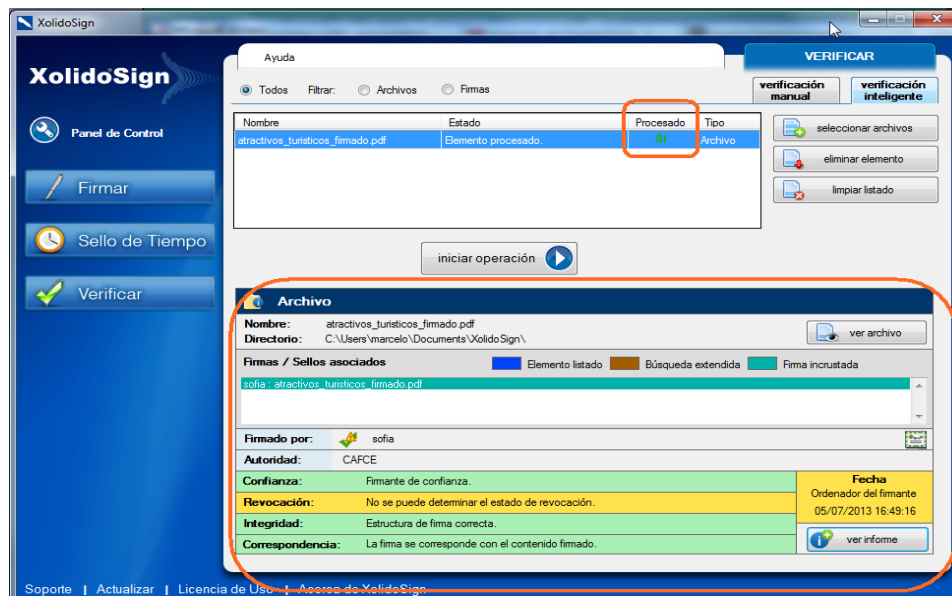 XolidoSign
XolidoSign
Panel de Control
Firmar
Sello de Tiempo
Verificar
Ayuda
VERIFICAR
Todos Filtrar: Archivos Firmas
verificación manual
verificación inteligente
Nombre Estado Procesado Tipo
atractivos_turisticos_firmado.pdf Elemento procesado. SI Archivo
seleccionar archivos
eliminar elemento
limpiar listado
iniciar operación
Archivo
Nombre: atractivos_turisticos_firmado.pdf
Directorio: C:\Users\marcelo\Documents\XolidoSign\
ver archivo
Firmas / Sellos asociados Elemento listado Búsqueda extendida Firma incrustada
sofia : atractivos_turisticos_firmado.pdf
Firmado por: sofia
Autoridad: CAFCE
Confianza: Firmante de confianza.
Revocación: No se puede determinar el estado de revocación.
Integridad: Estructura de firma correcta.
Correspondencia: La firma se corresponde con el contenido firmado.
Fecha
Ordenador del firmante
05/07/2013 16:49:16
ver informe
Soporte | Actualizar | Licencia de Uso | Acerca de XolidoSign